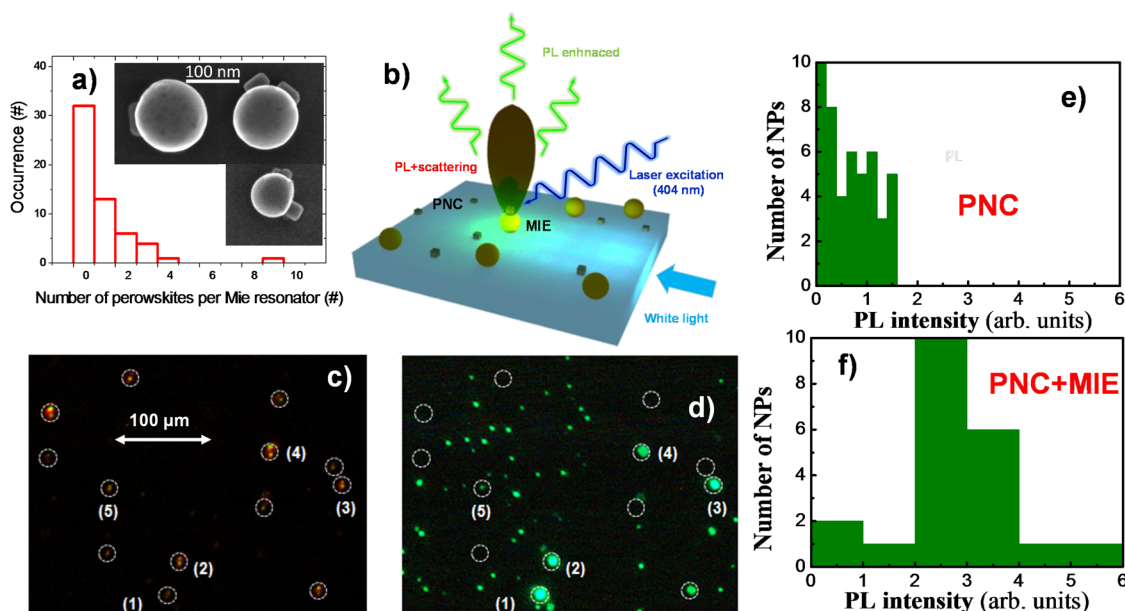 a)
100 nm
Occurrence (#)
40
30
20
10
0
0 2 4 6 8 10
Number of perowskites per Mie resonator (#)
b)
PL enhnaced
PL+scattering
Laser excitation
(404 nm)
PNC
MIE
White light
e)
PL
PNC
Number of NPs
10
8
6
4
2
0
0 1 2 3 4 5 6
PL intensity (arb. units)
c)
100 µm
(4)
(3)
(5)
(2)
(1)
d)
(4)
(3)
(5)
(2)
(1)
f)
PNC+MIE
Number of NPs
10
8
6
4
2
0
0 1 2 3 4 5 6
PL intensity (arb. units)